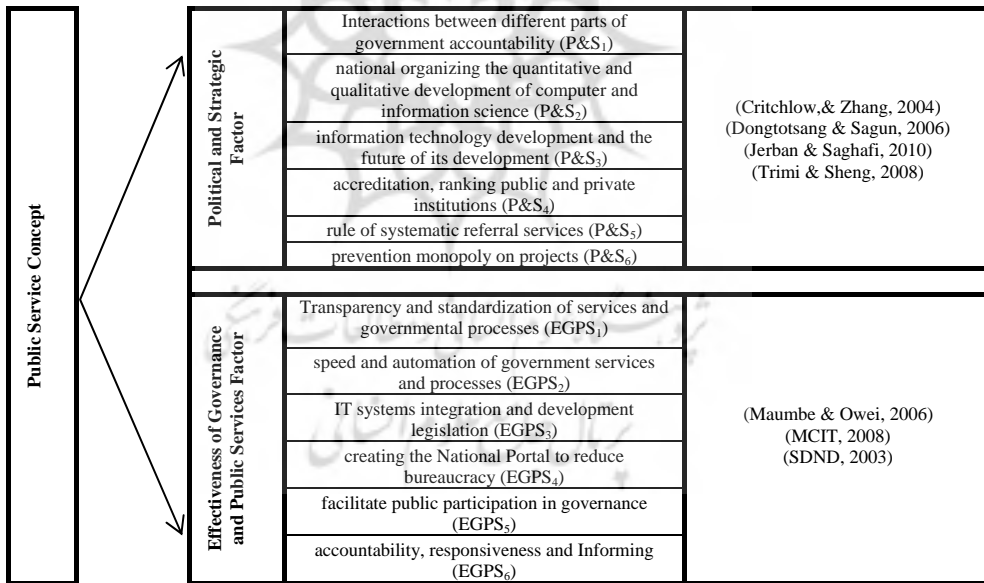 Public Service Concept
Political and Strategic
Factor
Interactions between different parts of
government accountability (P&S₁)
national organizing the quantitative and
qualitative development of computer and
information science (P&S₂)
information technology development and the
future of its development (P&S₃)
accreditation, ranking public and private
institutions (P&S₄)
rule of systematic referral services (P&S₅)
prevention monopoly on projects (P&S₆)
(Critchlow,& Zhang, 2004)
(Dongtotsang & Sagun, 2006)
(Jerban & Saghafi, 2010)
(Trimi & Sheng, 2008)
Effectiveness of Governance
and Public Services Factor
Transparency and standardization of services and
governmental processes (EGPS₁)
speed and automation of government services
and processes (EGPS₂)
IT systems integration and development
legislation (EGPS₃)
creating the National Portal to reduce
bureaucracy (EGPS₄)
facilitate public participation in governance
(EGPS₅)
accountability, responsiveness and Informing
(EGPS₆)
(Maumbe & Owei, 2006)
(MCIT, 2008)
(SDND, 2003)
پرتال جامع علوم انسانی